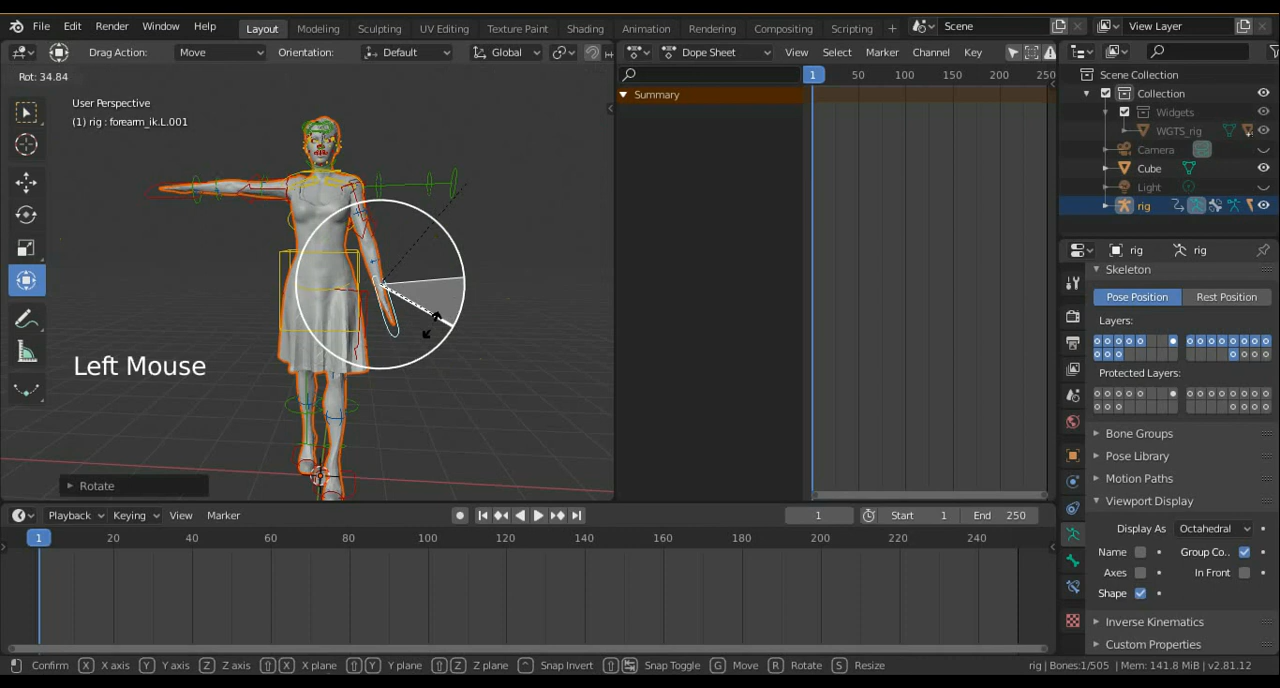 File Edit Render Window Help Layout Modeling Sculpting UV Editing Texture Paint Shading Animation Rendering Compositing Scripting + Scene View Layer
Drag Action: Move Orientation: Default Global Dope Sheet View Select Marker Channel Key
Rot: 34.84
1 50 100 150 200 250
Summary
User Perspective
(1) rig : forearm_ik.L.001
Left Mouse
Rotate
Scene Collection
Collection
Widgets
WGTS_rig
Camera
Cube
Light
rig
rig rig
Skeleton
Pose Position Rest Position
Layers:
Protected Layers:
Bone Groups
Pose Library
Motion Paths
Viewport Display
Display As Octahedral
Name Group Co..
Axes In Front
Shape
Inverse Kinematics
Custom Properties
Playback Keying View Marker 1 Start 1 End 250
1 20 40 60 80 100 120 140 160 180 200 220 240
Confirm X X axis Y Y axis Z Z axis X X plane Y Y plane Z Z plane Snap Invert Snap Toggle G Move R Rotate S Resize rig | Bones:1/505 | Mem: 141.8 MiB | v2.81.12